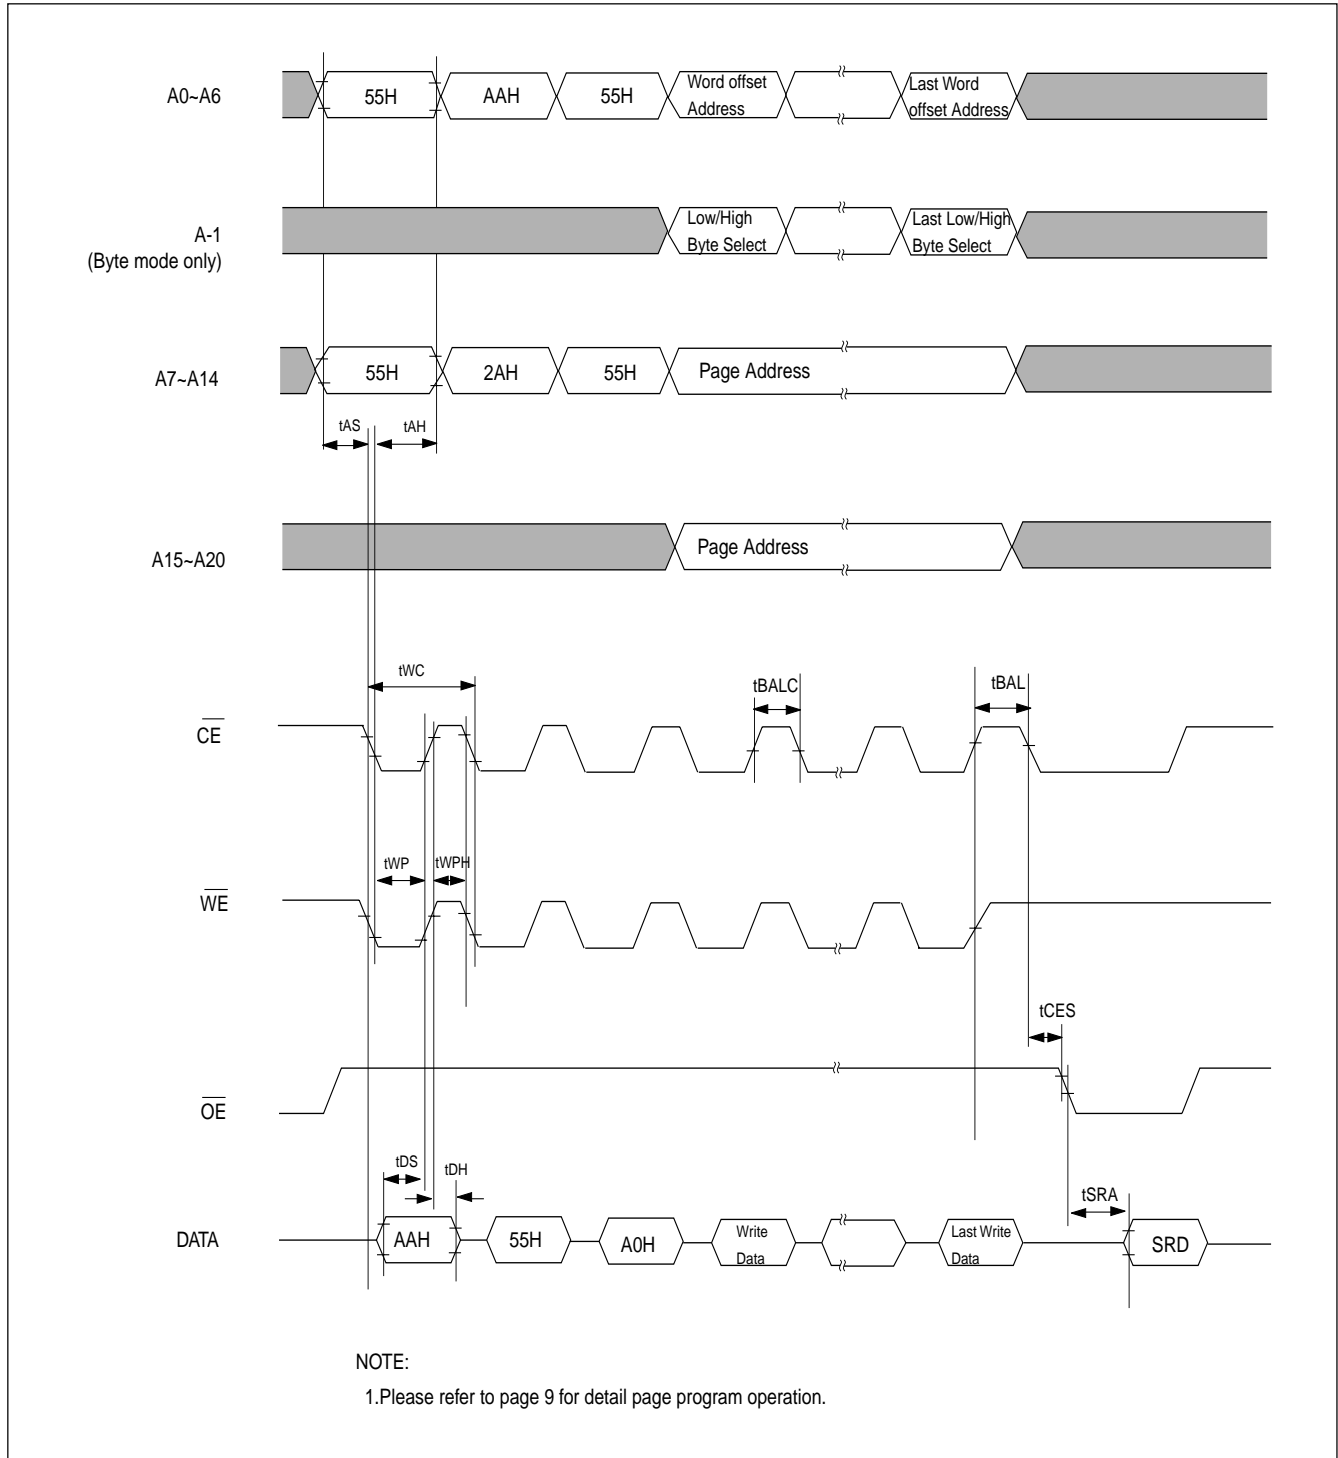 A0~A6
55H
AAH
55H
Word offset
Address
Last Word
offset Address
A-1
(Byte mode only)
Low/High
Byte Select
Last Low/High
Byte Select
A7~A14
55H
2AH
55H
Page Address
tAS
tAH
A15~A20
Page Address
tWC
tBALC
tBAL
CE
tWP
tWPH
WE
tCES
OE
tDS
tDH
tSRA
DATA
AAH
55H
A0H
Write
Data
Last Write
Data
SRD
NOTE:
1.Please refer to page 9 for detail page program operation.